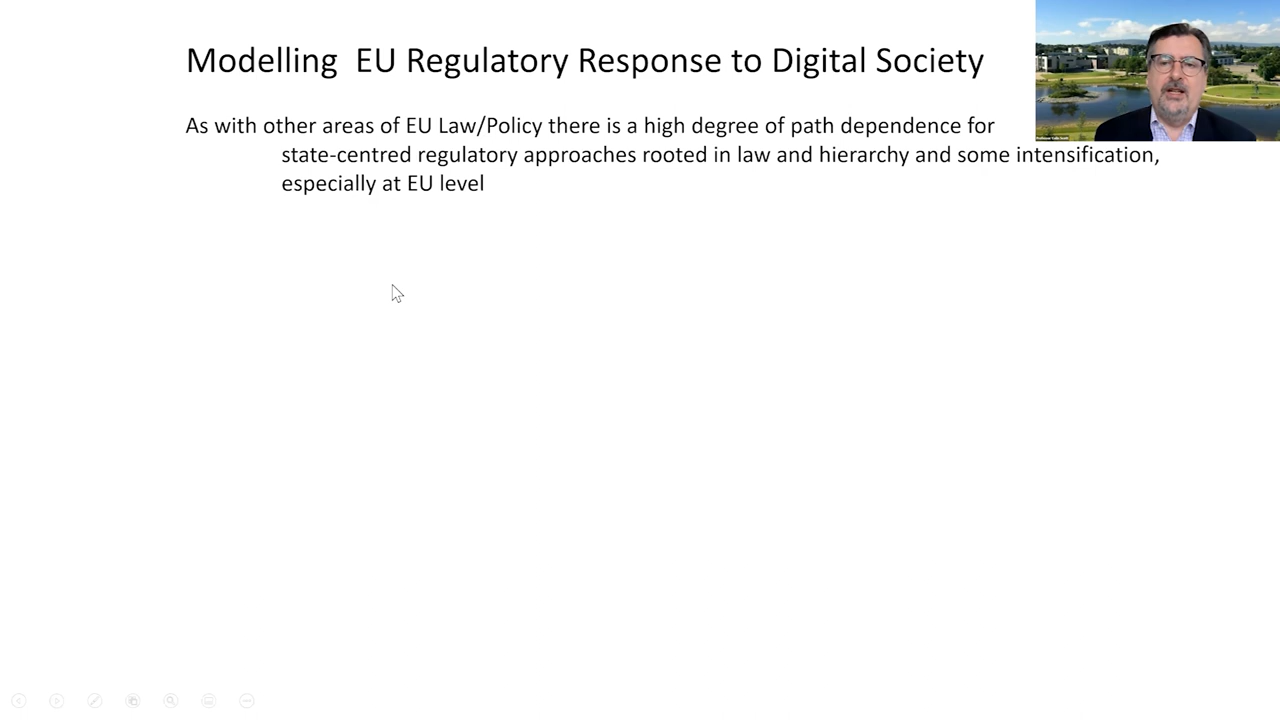 Modelling EU Regulatory Response to Digital Society
As with other areas of EU Law/Policy there is a high degree of path dependence for
state-centred regulatory approaches rooted in law and hierarchy and some intensification,
especially at EU level